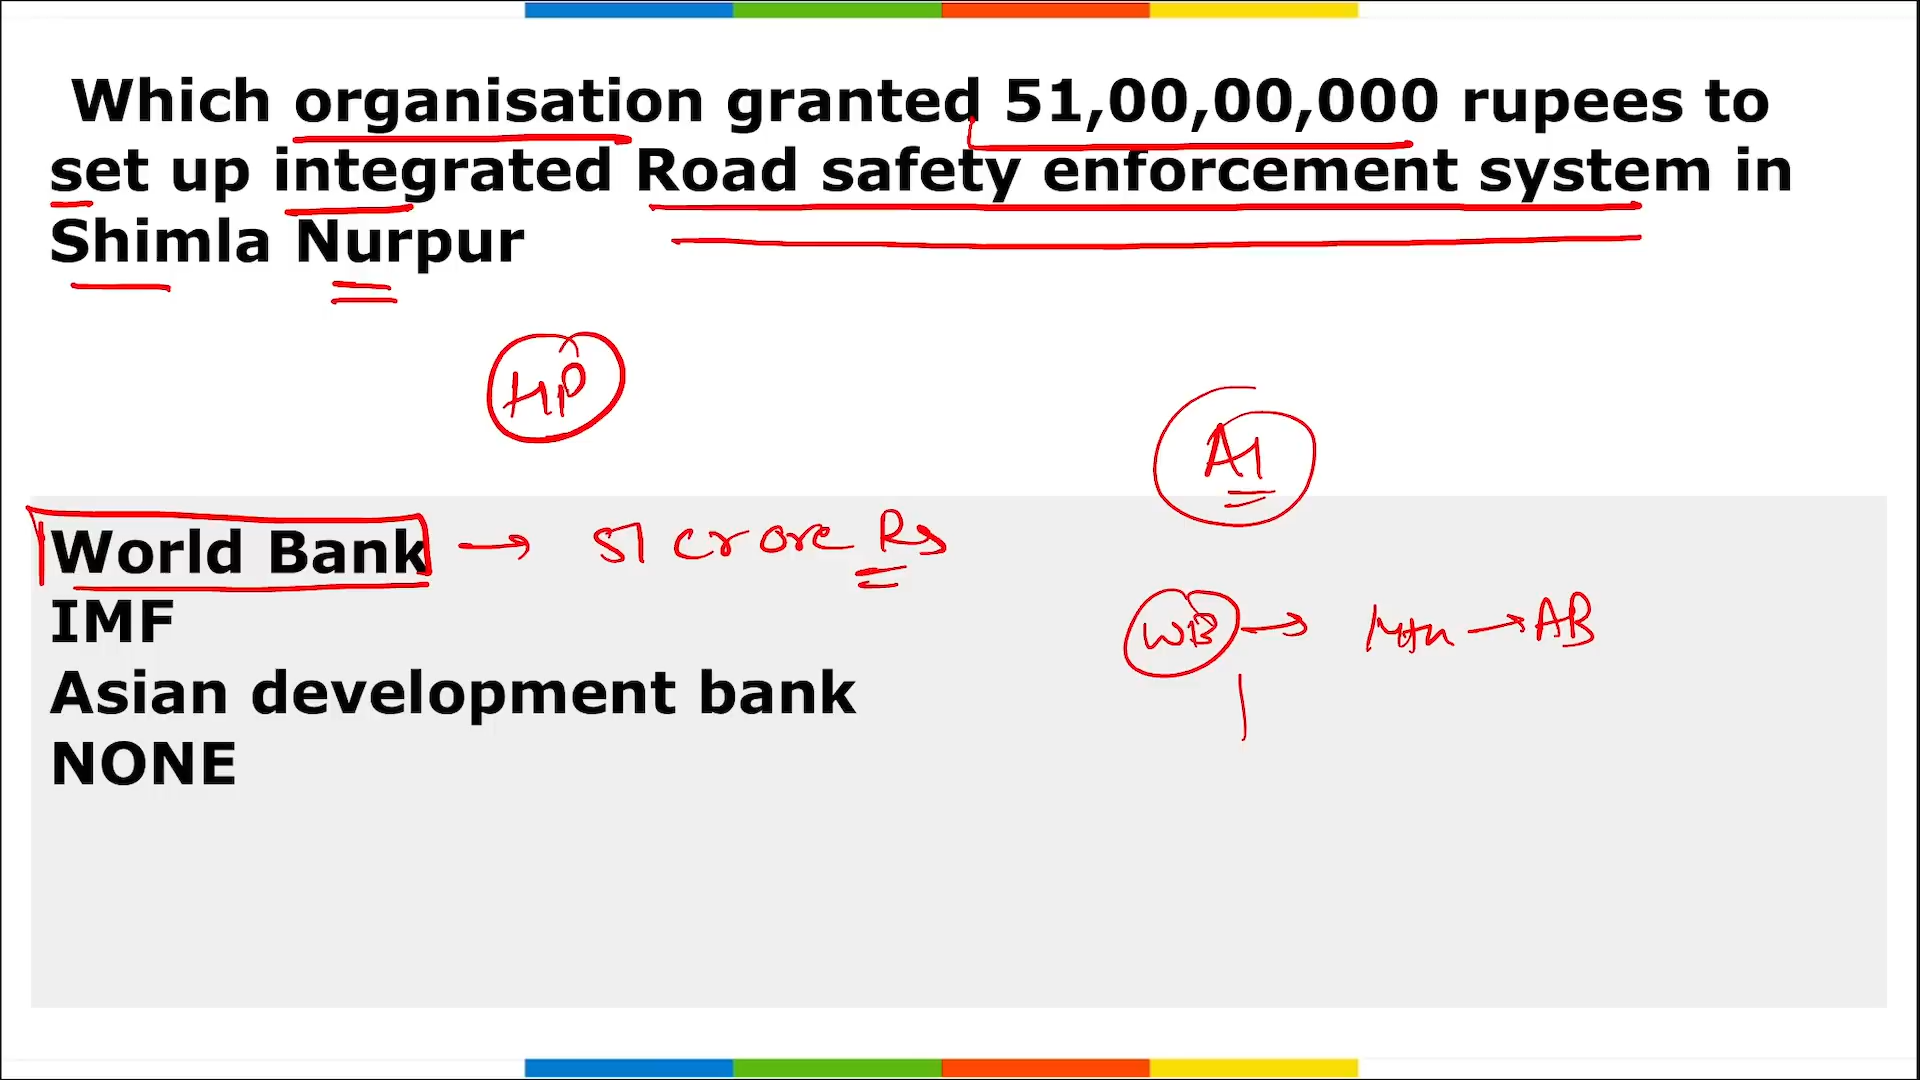 Which organisation granted 51,00,00,000 rupees to
set up integrated Road safety enforcement system in
Shimla Nurpur
HP
AI
World Bank → 51 crore Rs
IMF
WB → → AB
Asian development bank
NONE